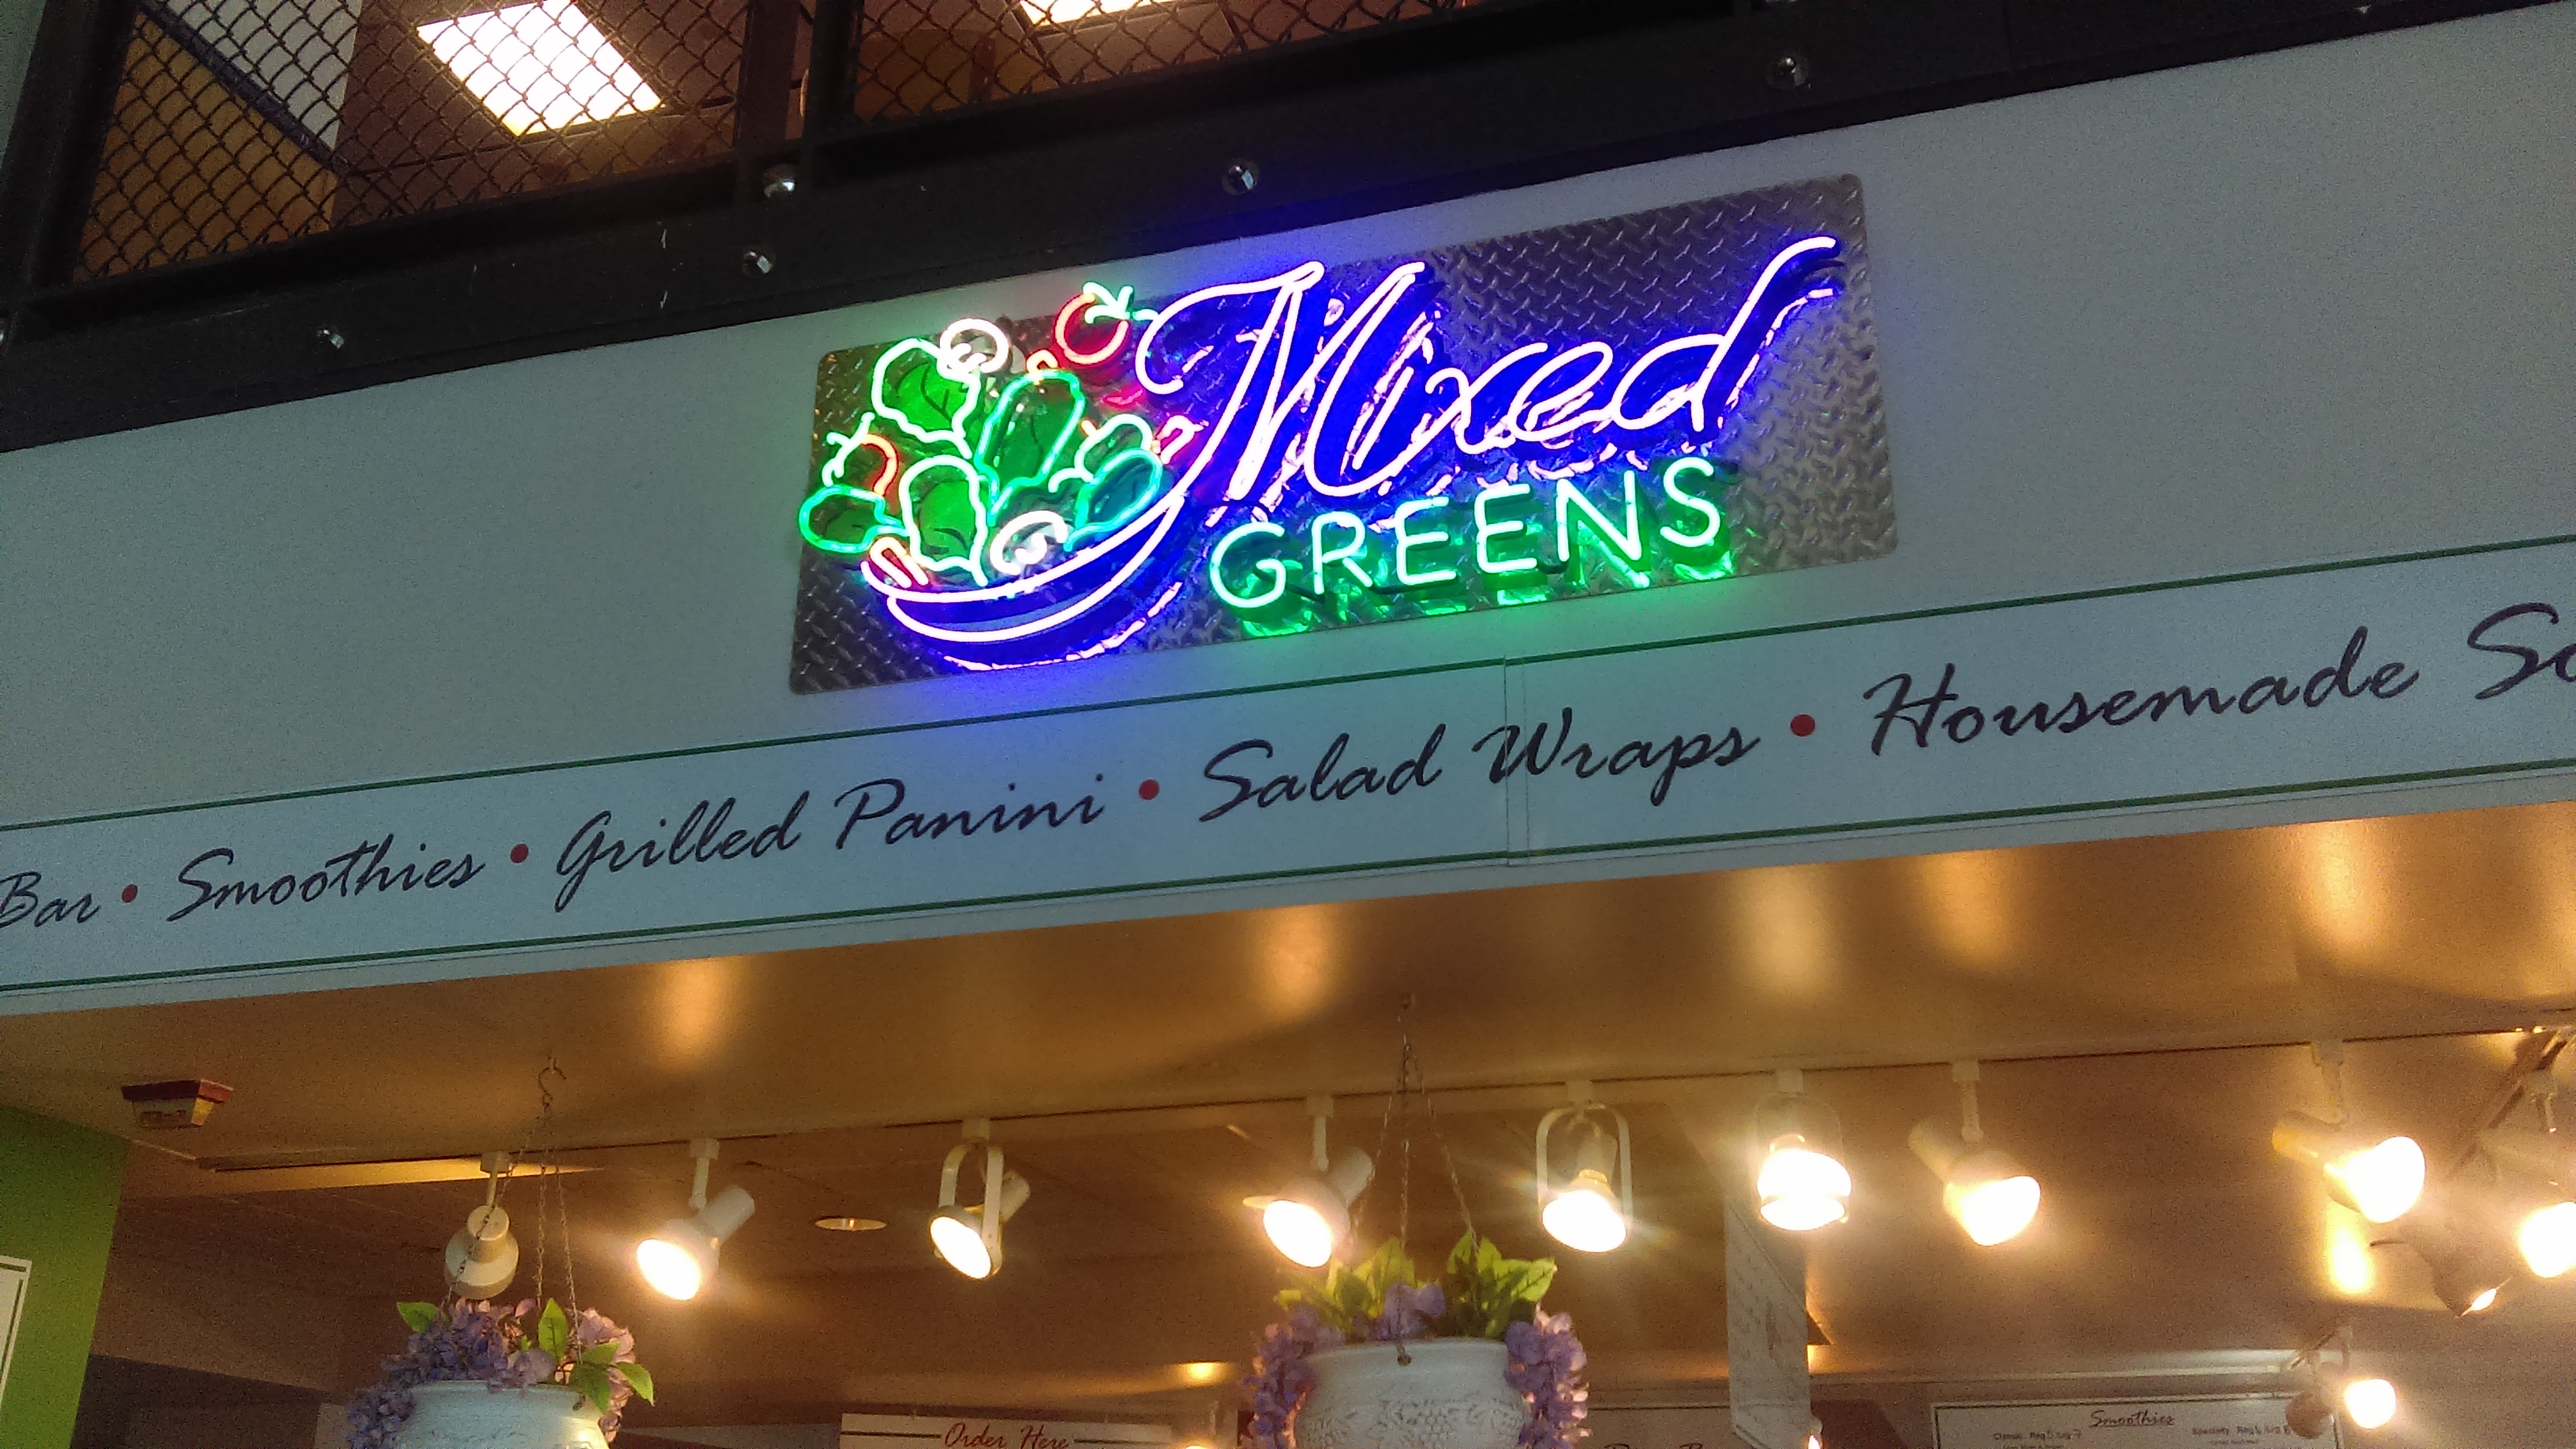 Mixed
GREENS
Bar • Smoothies • Grilled Panini • Salad Wraps • Housemade
Order Here
Smoothies